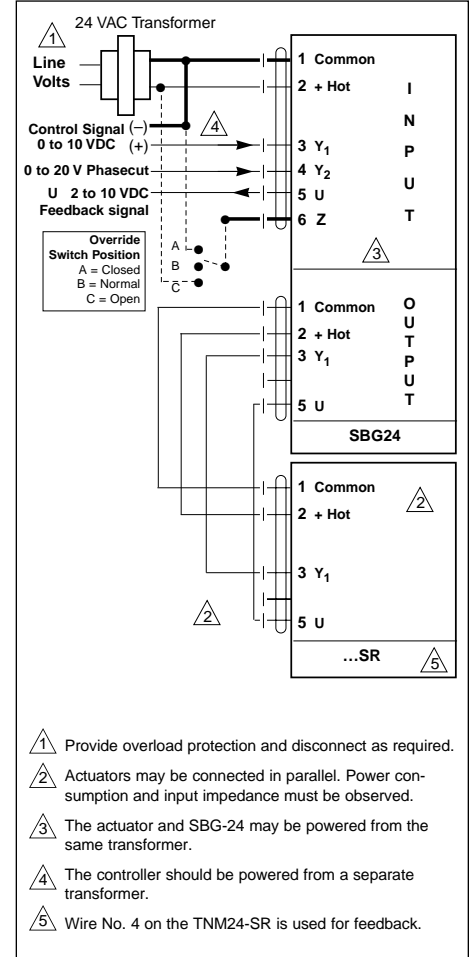 24 VAC Transformer
1
Line
Volts
1 Common
2 + Hot
Control Signal (–)
0 to 10 VDC (+)
4
3 Y1
0 to 20 V Phasecut
4 Y2
U 2 to 10 VDC
Feedback signal
5 U
6 Z
INPUT
3
Override
Switch Position
A = Closed
B = Normal
C = Open
A
B
C
1 Common
2 + Hot
3 Y1
5 U
OUTPUT
SBG24
1 Common
2 + Hot
2
3 Y1
2
5 U
...SR
5
1 Provide overload protection and disconnect as required.
2 Actuators may be connected in parallel. Power con-
sumption and input impedance must be observed.
3 The actuator and SBG-24 may be powered from the
same transformer.
4 The controller should be powered from a separate
transformer.
5 Wire No. 4 on the TNM24-SR is used for feedback.